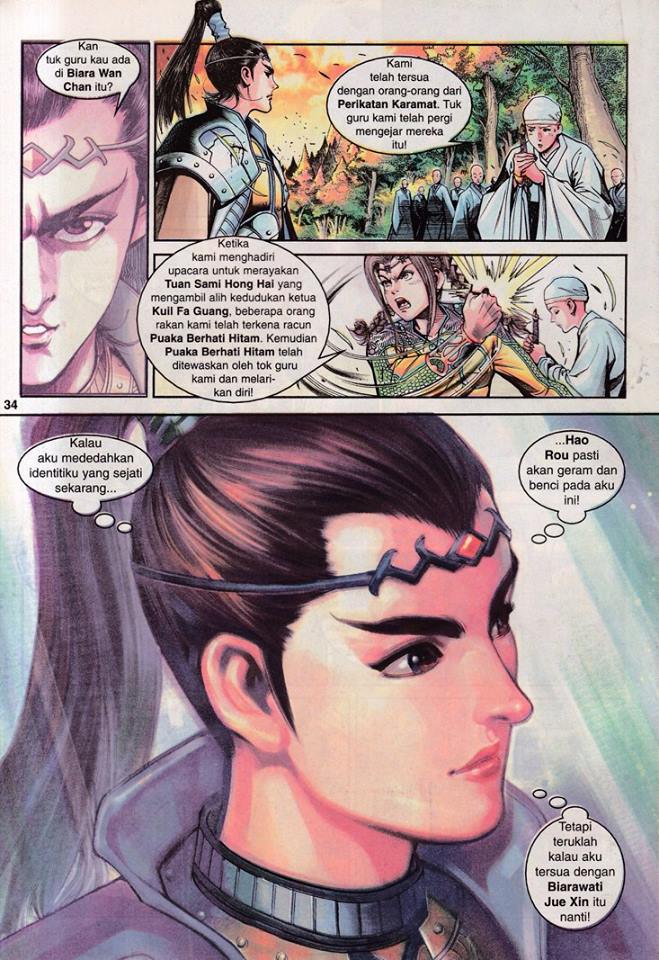 Kan
tuk guru kau ada
di Biara Wan
Chan itu?
Kami
telah tersua
dengan orang-orang dari
Perikatan Karamat. Tuk
guru kami telah pergi
mengejar mereka
itu!
Ketika
kami menghadiri
upacara untuk merayakan
Tuan Sami Hong Hai yang
mengambil alih kedudukan ketua
Kuil Fa Guang, beberapa orang
rakan kami telah terkena racun
Puaka Berhati Hitam. Kemudian
Puaka Berhati Hitam telah
ditewaskan oleh tok guru
kami dan melari-
kan diri!
34
Kalau
aku mededahkan
identitiku yang sejati
sekarang...
...Hao
Rou pasti
akan geram dan
benci pada aku
ini!
Tetapi
teruklah
kalau aku
tersua dengan
Biarawati
Jue Xin itu
nanti!